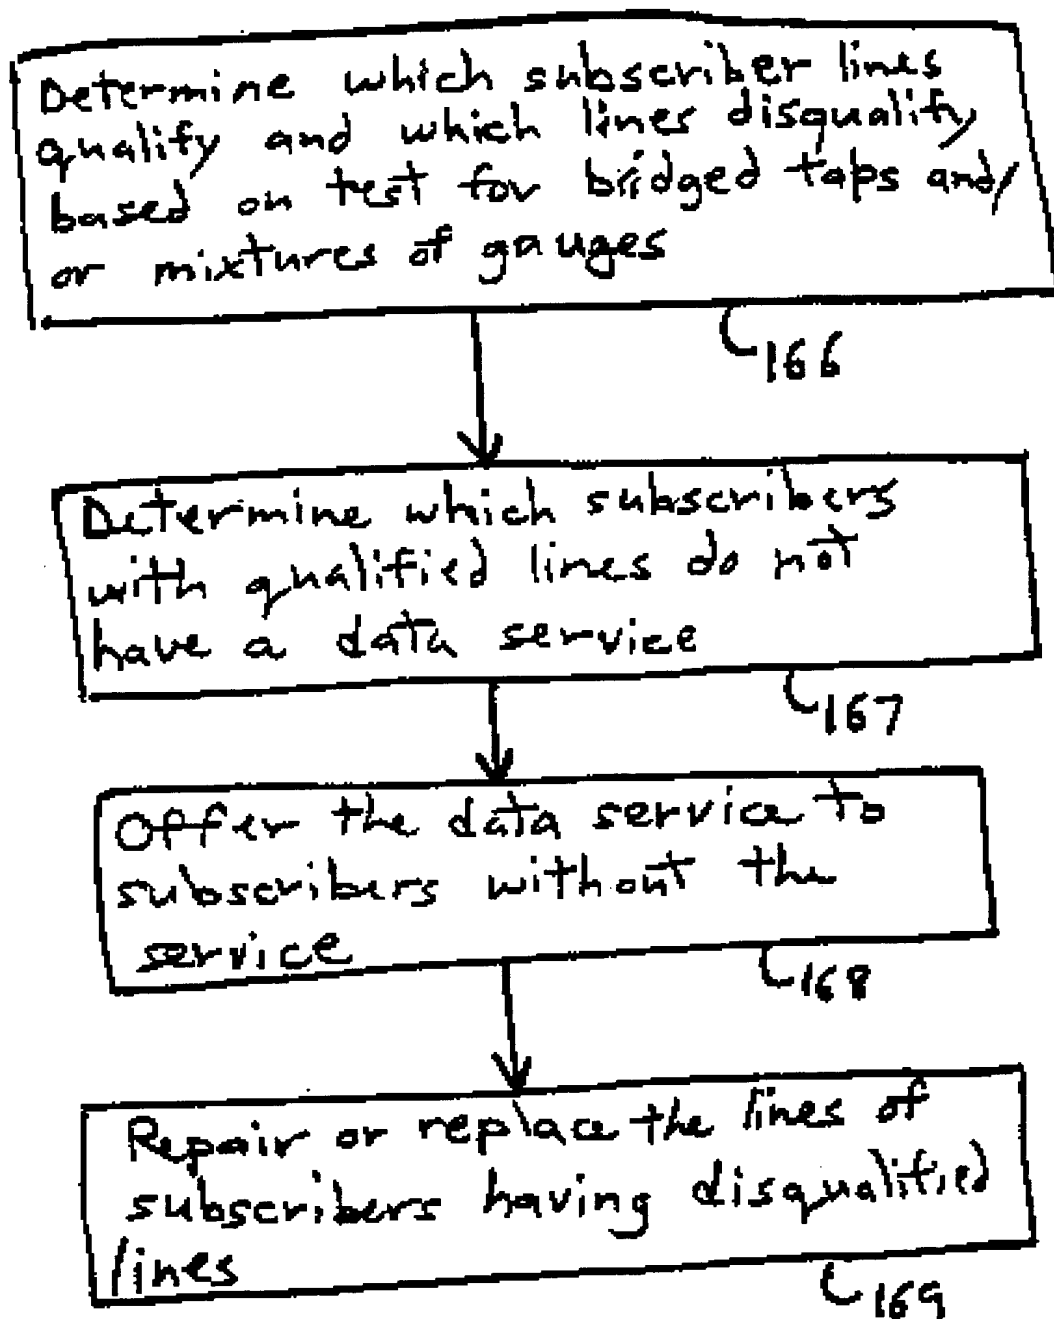 Determine which subscriber lines
qualify and which lines disqualify
based on test for bridged taps and/
or mixtures of gauges
166
Determine which subscribers
with qualified lines do not
have a data service
167
Offer the data service to
subscribers without the
service
168
Repair or replace the lines of
subscribers having disqualified
lines
169